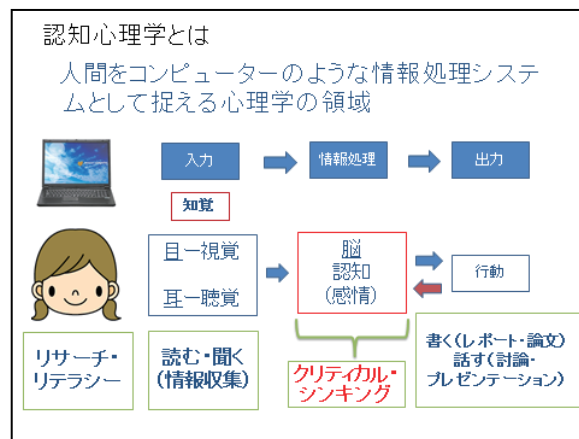 認知心理学とは
人間をコンピューターのような情報処理システ
ムとして捉える心理学の領域
入力
情報処理
出力
知覚
目ー視覚
耳ー聴覚
脳
認知
(感情)
行動
リサーチ・
リテラシー
読む・聞く
(情報収集)
クリティカル・
シンキング
書く(レポート・論文)
話す(討論・
プレゼンテーション)